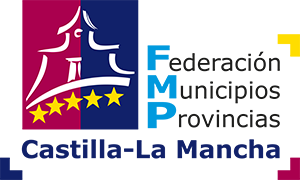 Federación
Municipios
Provincias
Castilla-La Mancha